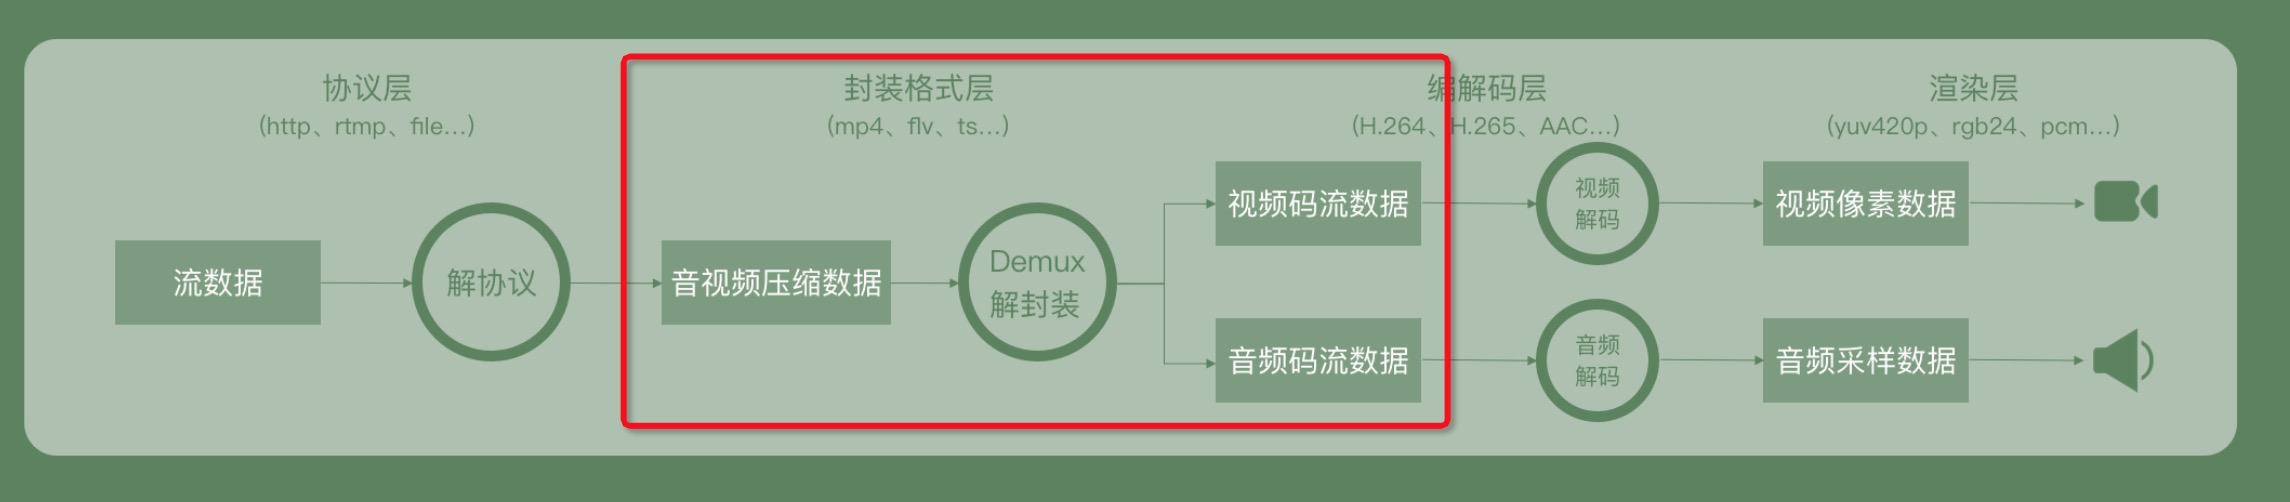 协议层
(http、rtmp、file...)
封装格式层
(mp4、flv、ts...)
编解码层
(H.264、H.265、AAC...)
渲染层
(yuv420p、rgb24、pcm...)
流数据
解协议
音视频压缩数据
Demux
解封装
视频码流数据
视频
解码
视频像素数据
音频码流数据
音频
解码
音频采样数据